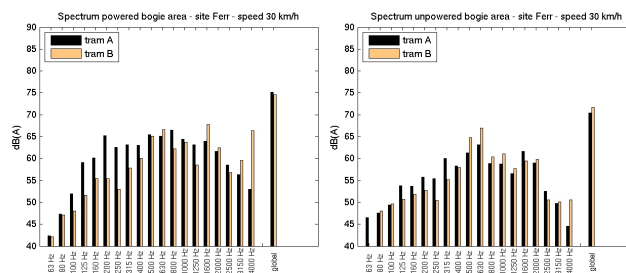 Spectrum powered bogie area - site Ferr - speed 30 km/h
90
85
80
75
70
65
60
55
50
45
40
dB(A)
tram A
tram B
63 Hz
80 Hz
100 Hz
125 Hz
160 Hz
200 Hz
250 Hz
315 Hz
400 Hz
500 Hz
630 Hz
800 Hz
1000 Hz
1250 Hz
1600 Hz
2000 Hz
2500 Hz
3150 Hz
4000 Hz
global
Spectrum unpowered bogie area - site Ferr - speed 30 km/h
90
85
80
75
70
65
60
55
50
45
40
dB(A)
tram A
tram B
63 Hz
80 Hz
100 Hz
125 Hz
160 Hz
200 Hz
250 Hz
315 Hz
400 Hz
500 Hz
630 Hz
800 Hz
1000 Hz
1250 Hz
1600 Hz
2000 Hz
2500 Hz
3150 Hz
4000 Hz
global